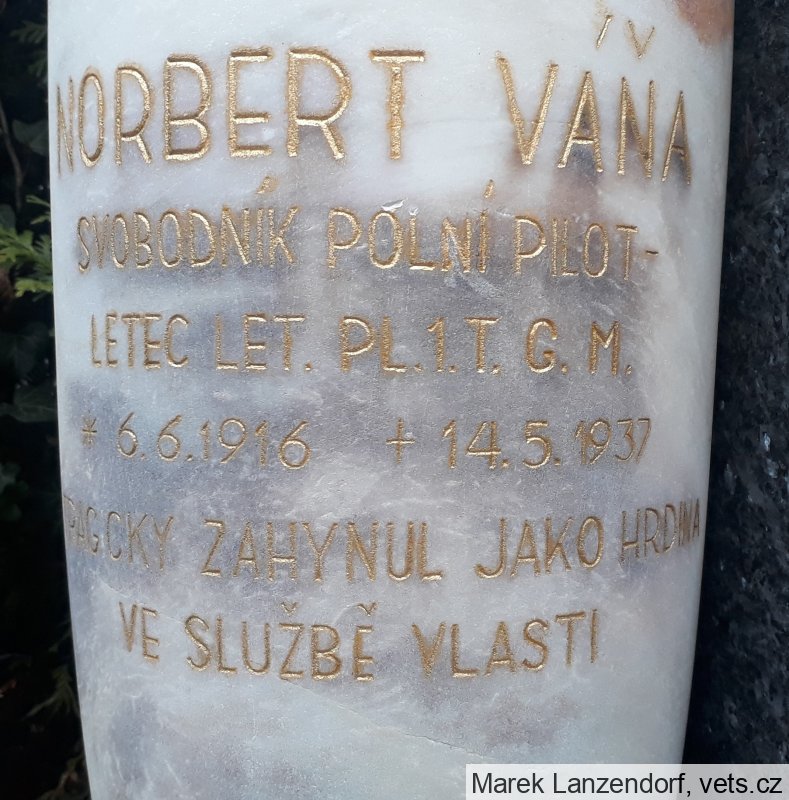 NORBERT VÁŇA
SVOBODNÍK POLNÍ PILOT-
LETEC LET. PL.1.T. G. M.
* 6.6.1916 + 14.5.1937
TRAGICKY ZAHYNUL JAKO HRDINA
VE SLUŽBĚ VLASTI
Marek Lanzendorf, vets.cz